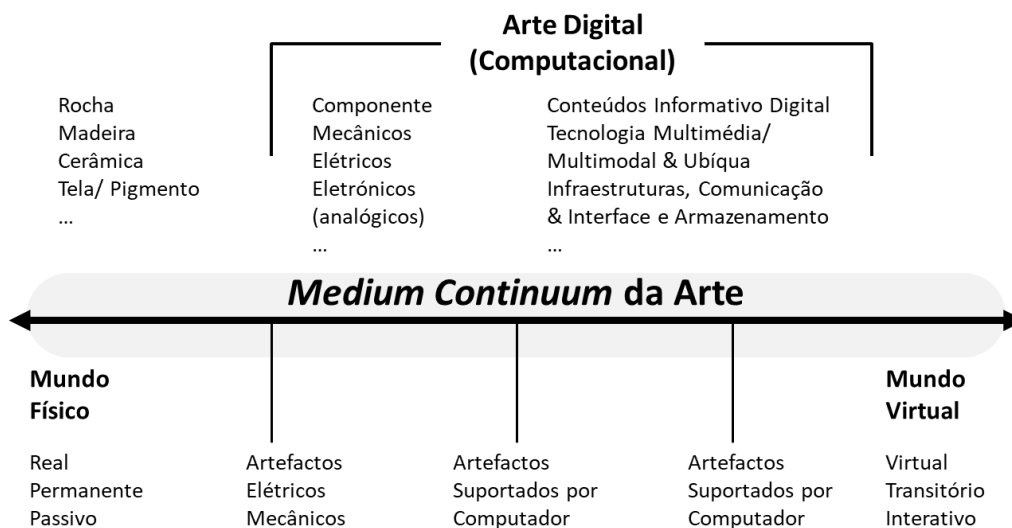 Arte Digital
(Computacional)
Rocha
Madeira
Cerâmica
Tela/ Pigmento
...
Componente
Mecânicos
Elétricos
Eletrónicos
(analógicos)
...
Conteúdos Informativo Digital
Tecnologia Multimédia/
Multimodal & Ubíqua
Infraestruturas, Comunicação
& Interface e Armazenamento
...
Medium Continuum da Arte
Mundo
Físico
Real
Permanente
Passivo
Artefactos
Elétricos
Mecânicos
Artefactos
Suportados por
Computador
Artefactos
Suportados por
Computador
Mundo
Virtual
Virtual
Transitório
Interativo